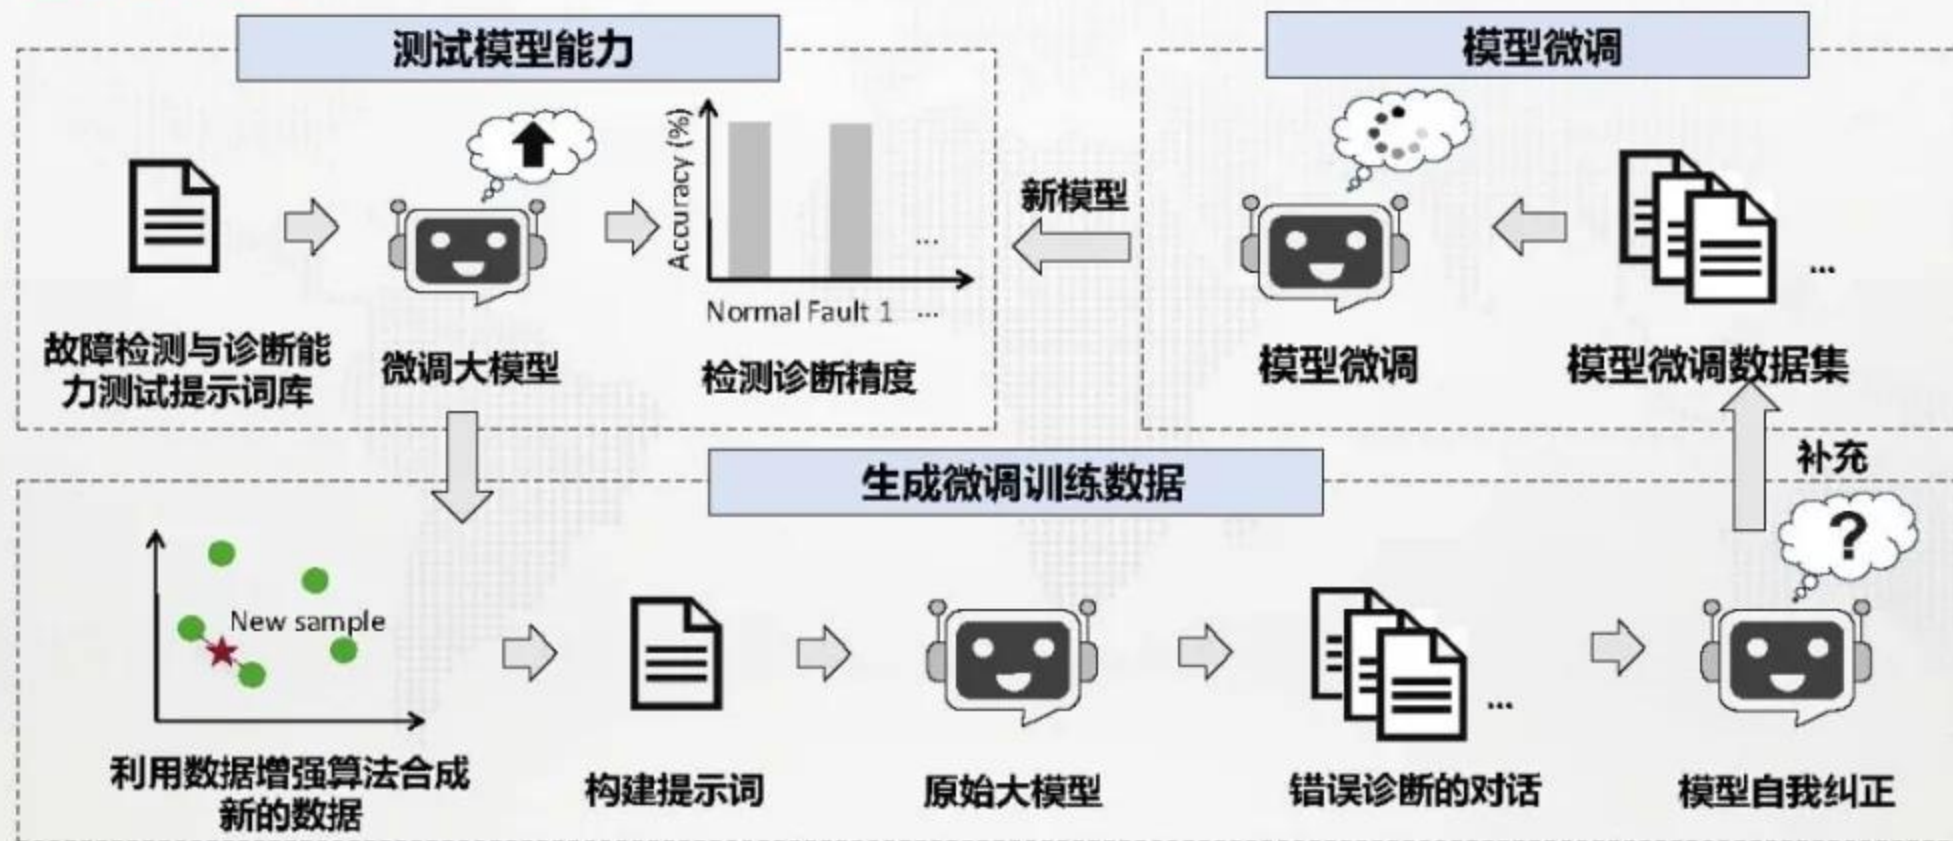 测试模型能力
模型微调
Accuracy (%)
...
Normal Fault 1 ...
故障检测与诊断能
力测试提示词库
微调大模型
检测诊断精度
新模型
...
模型微调
模型微调数据集
补充
生成微调训练数据
?
New sample
...
利用数据增强算法合成
新的数据
构建提示词
原始大模型
错误诊断的对话
模型自我纠正